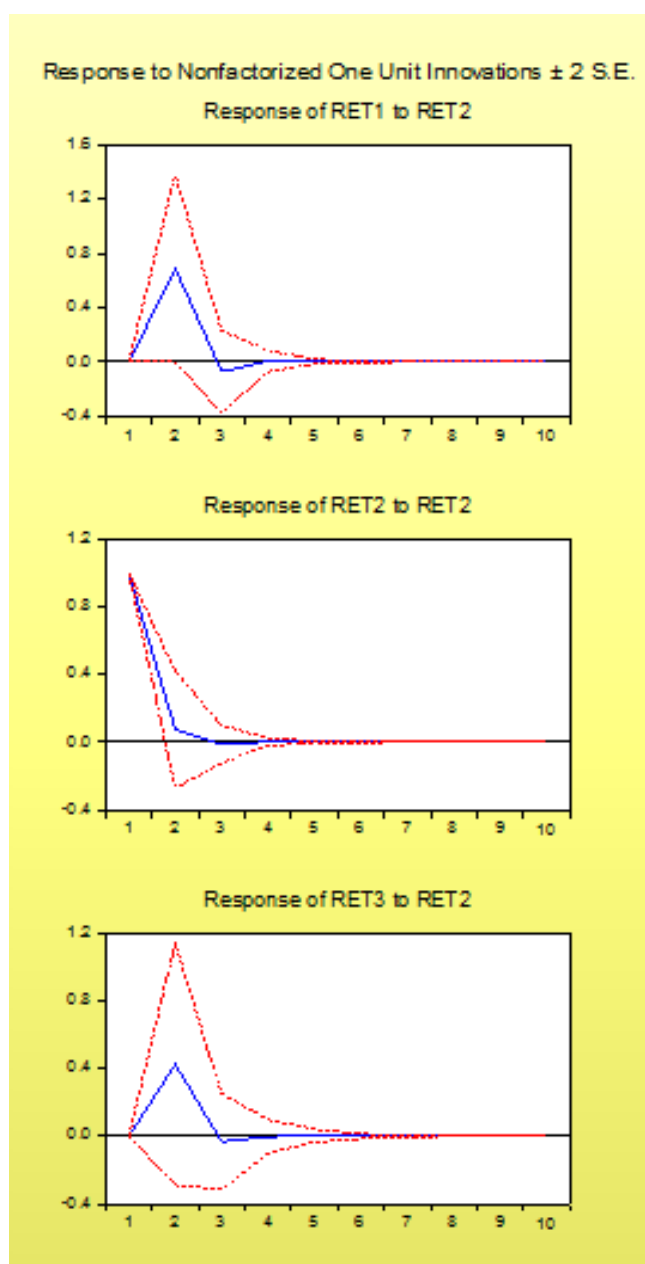 Response to Nonfactorized One Unit Innovations ± 2 S.E.
Response of RET1 to RET2
1.6
1.2
0.8
0.4
0.0
-0.4
1 2 3 4 5 6 7 8 9 10
Response of RET2 to RET2
1.2
0.8
0.4
0.0
-0.4
1 2 3 4 5 6 7 8 9 10
Response of RET3 to RET2
1.2
0.8
0.4
0.0
-0.4
1 2 3 4 5 6 7 8 9 10